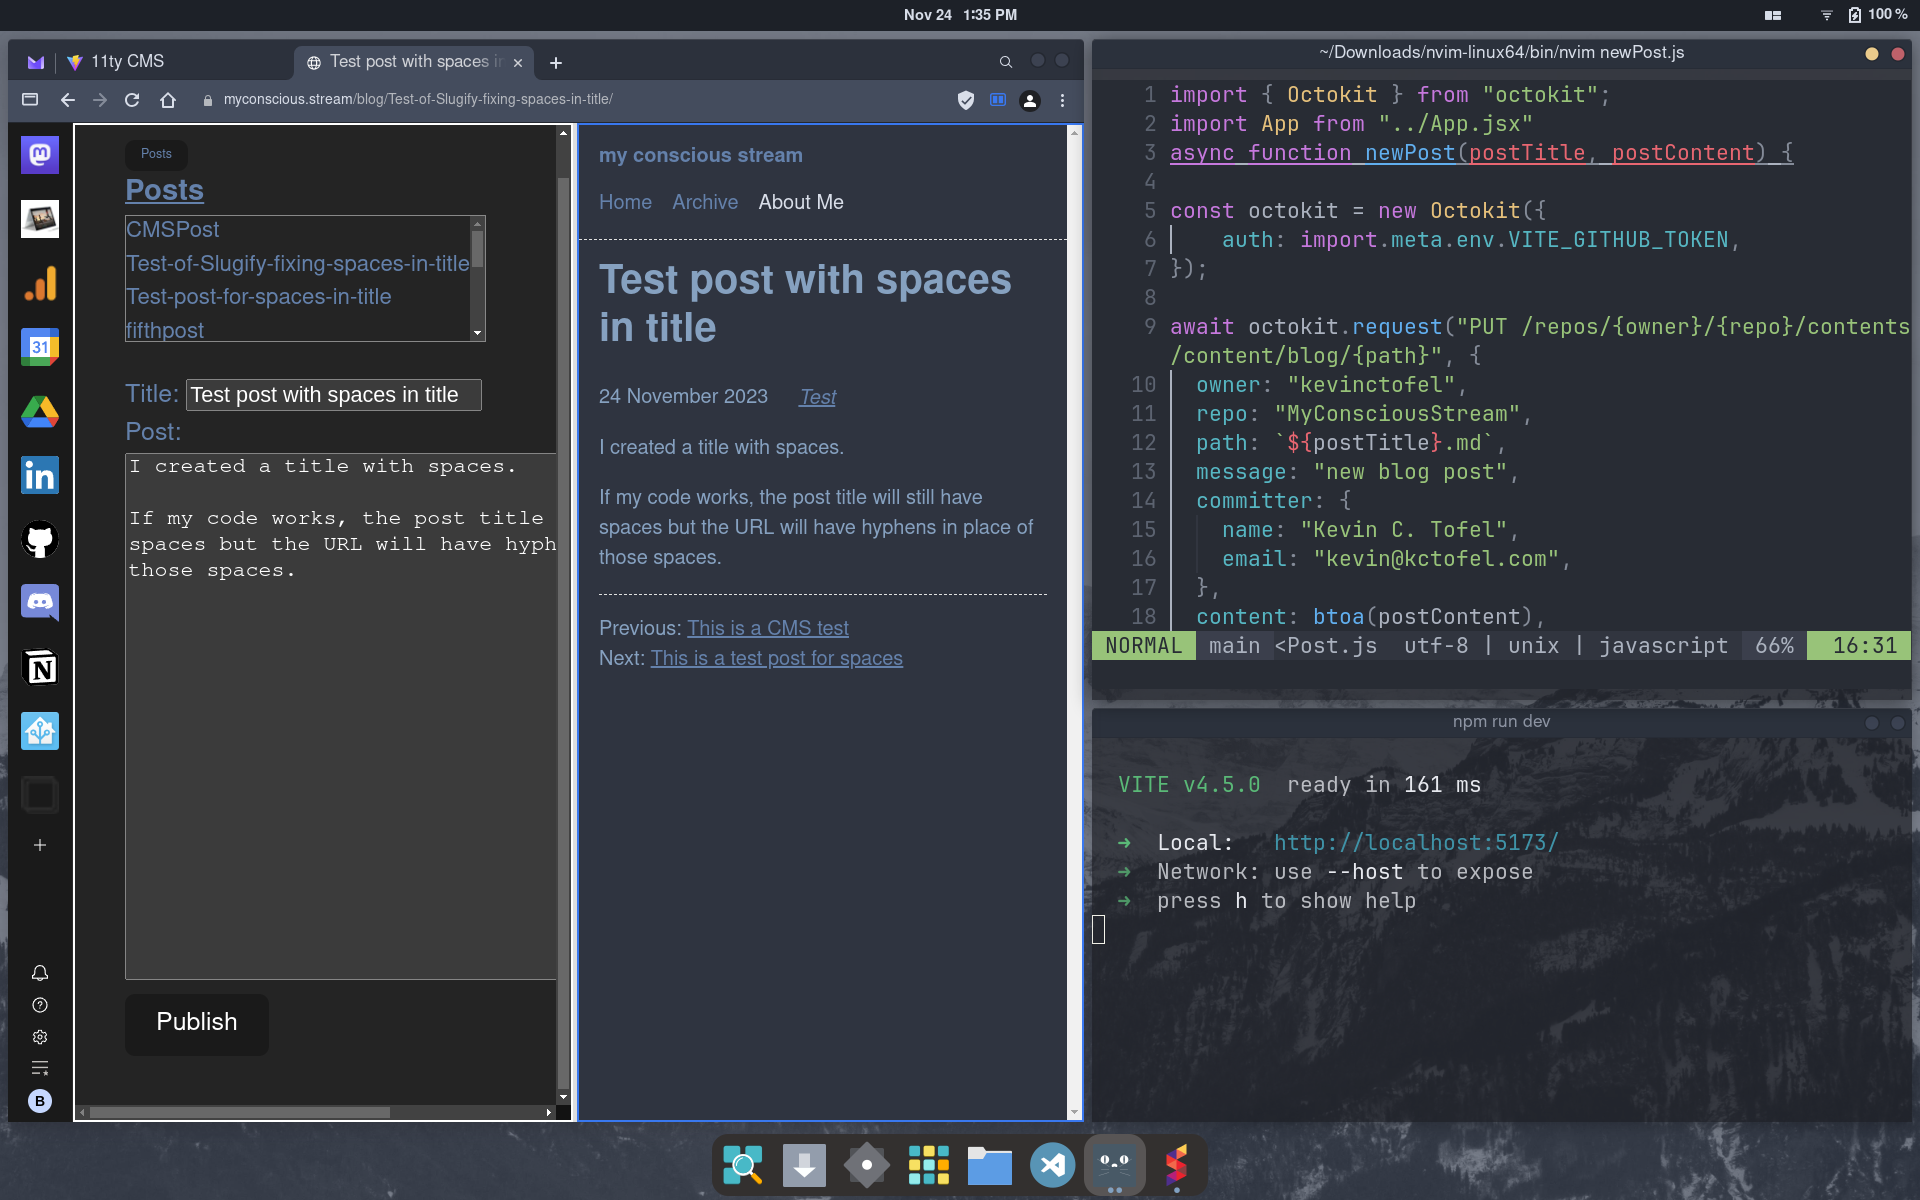 Nov 24 1:35 PM
100 %
11ty CMS
Test post with spaces in
myconscious.stream/blog/Test-of-Slugify-fixing-spaces-in-title/
31
in
N
B
Posts
Posts
CMSPost
Test-of-Slugify-fixing-spaces-in-title
Test-post-for-spaces-in-title
fifthpost
Title: Test post with spaces in title
Post:
I created a title with spaces.
If my code works, the post title
spaces but the URL will have hyph
those spaces.
Publish
my conscious stream
Home Archive About Me
Test post with spaces
in title
24 November 2023 Test
I created a title with spaces.
If my code works, the post title will still have
spaces but the URL will have hyphens in place of
those spaces.
Previous: This is a CMS test
Next: This is a test post for spaces
~/Downloads/nvim-linux64/bin/nvim newPost.js
1 import { Octokit } from "octokit";
2 import App from "../App.jsx"
3 async function newPost(postTitle, postContent) {
4
5 const octokit = new Octokit({
6 auth: import.meta.env.VITE_GITHUB_TOKEN,
7 });
8
9 await octokit.request("PUT /repos/{owner}/{repo}/contents
/content/blog/{path}", {
10 owner: "kevinctofel",
11 repo: "MyConsciousStream",
12 path: `${postTitle}.md`,
13 message: "new blog post",
14 committer: {
15 name: "Kevin C. Tofel",
16 email: "kevin@kctofel.com",
17 },
18 content: btoa(postContent),
NORMAL main <Post.js utf-8 | unix | javascript 66% 16:31
npm run dev
VITE v4.5.0 ready in 161 ms
➜ Local: http://localhost:5173/
➜ Network: use --host to expose
➜ press h to show help